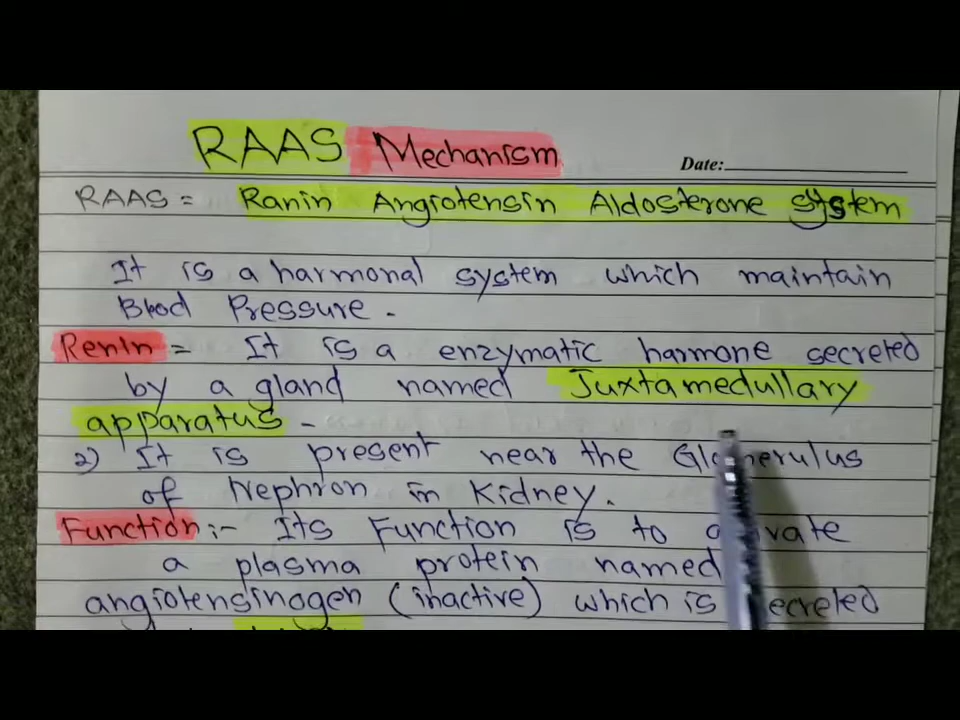 RAAS Mechanism
Date:
RAAS = Ranin Angiotensin Aldosterone system
It is a harmonal system which maintain
Blood Pressure.
Renin = It is a enzymatic harmone secreted
by a gland named Juxtamedullary
apparatus -
2) It is present near the Glomerulus
of Nephron in Kidney.
Function :- Its Function is to
a plasma protein named
angiotensinogen (inactive) which is